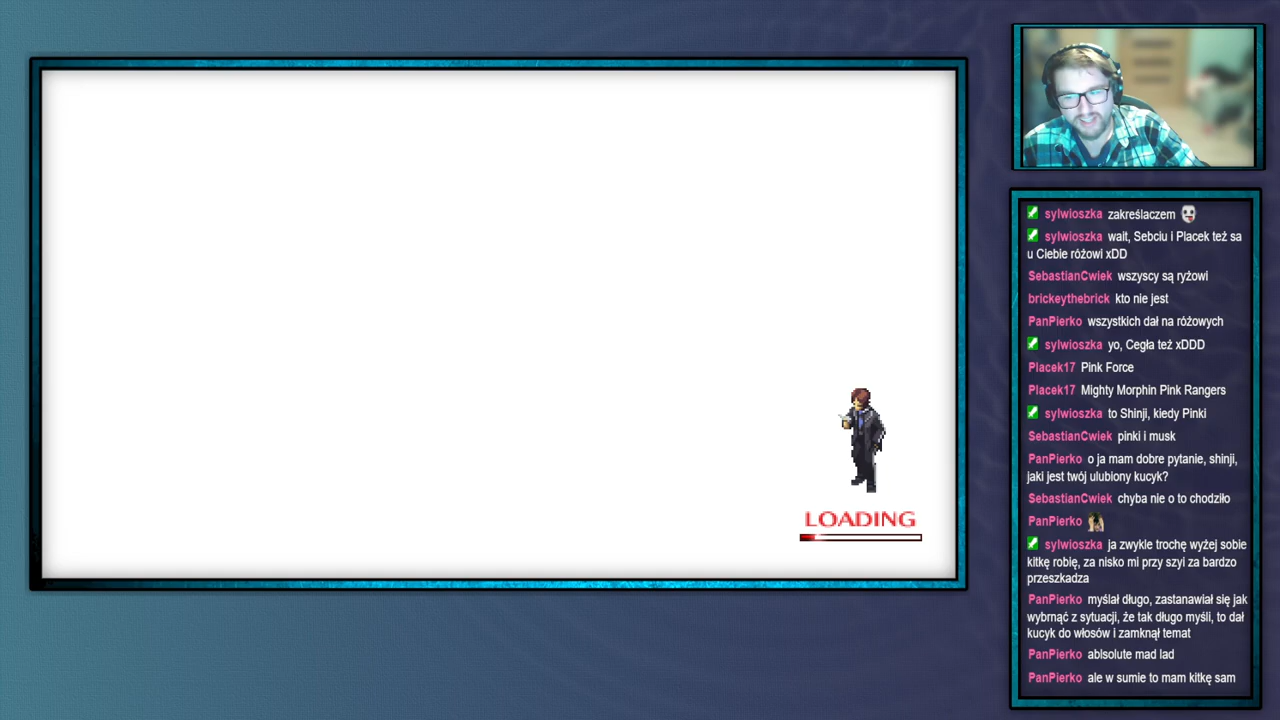 sylwioszka zakreślaczem
sylwioszka wait, Sebciu i Placek też sa
u Ciebie różowi xDD
SebastianCwiek wszyscy są ryżowi
brickeythebrick kto nie jest
PanPierko wszystkich dał na różowych
sylwioszka yo, Cegła też xDDD
Placek17 Pink Force
Placek17 Mighty Morphin Pink Rangers
sylwioszka to Shinji, kiedy Pinki
SebastianCwiek pinki i musk
PanPierko o ja mam dobre pytanie, shinji,
jaki jest twój ulubiony kucyk?
SebastianCwiek chyba nie o to chodziło
PanPierko
sylwioszka ja zwykle trochę wyżej sobie
kitkę robię, za nisko mi przy szyi za bardzo
przeszkadza
PanPierko myślał długo, zastanawiał się jak
wybrnąć z sytuacji, że tak długo myśli, to dał
kucyk do włosów i zamknął temat
PanPierko ablsolute mad lad
PanPierko ale w sumie to mam kitkę sam
LOADING